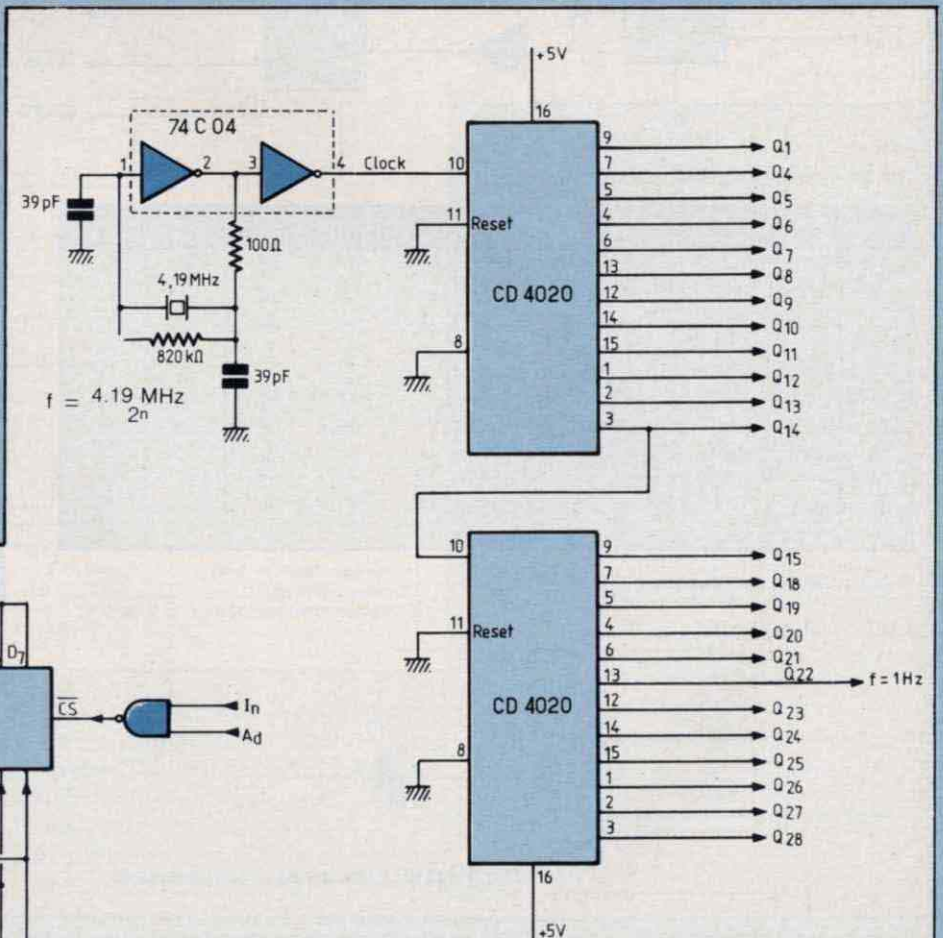 +5V
16
74 C 04
1
2
3
4
Clock
10
39pF
11
Reset
100Ω
4,19MHz
820kΩ
39pF
8
CD 4020
f = 4.19 MHz
2n
9
Q1
7
Q4
5
Q5
4
Q6
6
Q7
13
Q8
12
Q9
14
Q10
15
Q11
1
Q12
2
Q13
3
Q14
10
11
Reset
8
CD 4020
9
Q15
7
Q18
5
Q19
4
Q20
6
Q21
13
Q22
f = 1Hz
12
Q23
14
Q24
15
Q25
1
Q26
2
Q27
3
Q28
16
+5V
D7
CS
In
Ad